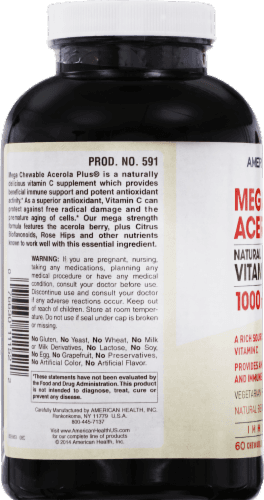 PROD. NO. 591
Mega Chewable Acerola Plus® is a naturally
delicious vitamin C supplement which provides
beneficial immune support and potent antioxidant
activity.* As a superior antioxidant, Vitamin C can
protect against free radical damage and the
premature aging of cells.* Our mega strength
formula features the acerola berry, plus Citrus
Bioflavonoids, Rose Hips and other nutrients
known to work well with this essential ingredient.
WARNING: If you are pregnant, nursing,
taking any medications, planning any
medical procedure or have any medical
condition, consult your doctor before use.
Discontinue use and consult your doctor
if any adverse reactions occur. Keep out
of reach of children. Store at room temper-
ature. Do not use if seal under cap is broken
or missing.
No Gluten, No Yeast, No Wheat, No Milk
or Milk Derivatives, No Lactose, No Soy,
No Egg, No Grapefruit, No Preservatives,
No Artificial Color, No Artificial Flavor.
*These statements have not been evaluated by
the Food and Drug Administration. This product
is not intended to diagnose, treat, cure or
prevent any disease.
Carefully Manufactured by AMERICAN HEALTH, INC.
Ronkonkoma, NY 11779 USA
800-445-7137
Visit www.AmericanHealthUS.com
for our complete line of products
© 2014 American Health, Inc.
AMER
MEG
ACE
NATURAL
VITAM
1000
A RICH SOUR
VITAMIN C
PROVIDES AN
AND IMMUNE
VEGETARIAN
NATURAL BER
60 CHEWABL